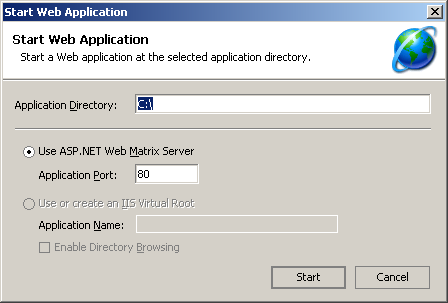 Start Web Application
Start Web Application
Start a Web application at the selected application directory.
Application Directory: C:\
Use ASP.NET Web Matrix Server
Application Port: 80
Use or create an IIS Virtual Root
Application Name:
Enable Directory Browsing
Start Cancel